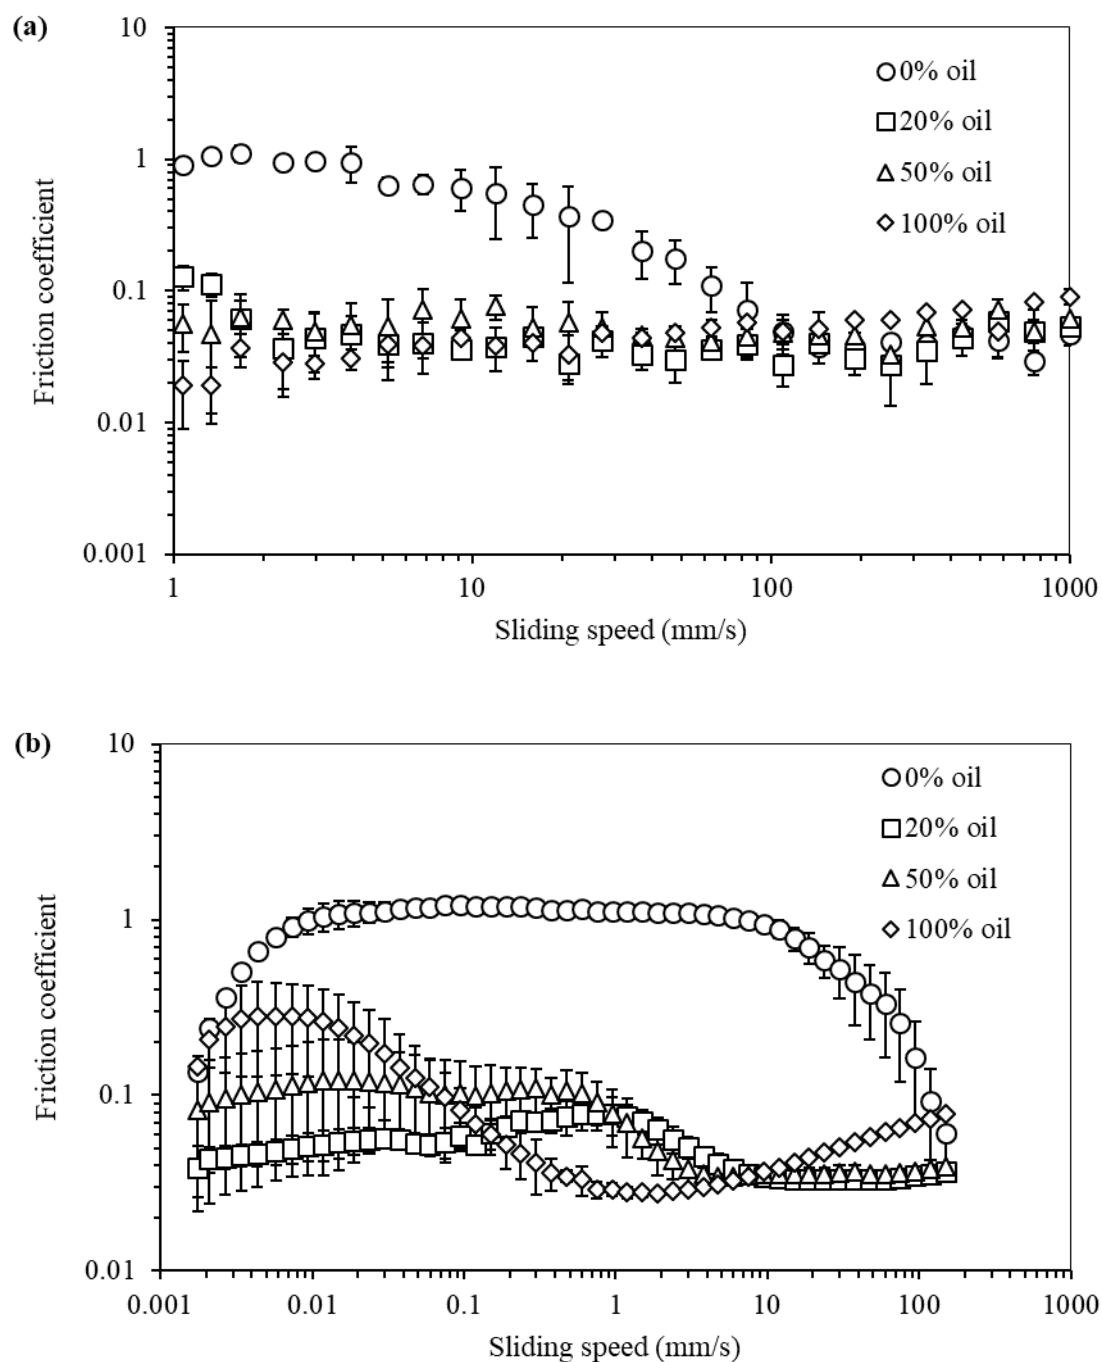 (a)
10
1
0.1
0.01
0.001
Friction coefficient
0% oil
20% oil
50% oil
100% oil
1
10
100
1000
Sliding speed (mm/s)
(b)
10
1
0.1
0.01
Friction coefficient
0% oil
20% oil
50% oil
100% oil
0.001
0.01
0.1
1
10
100
1000
Sliding speed (mm/s)